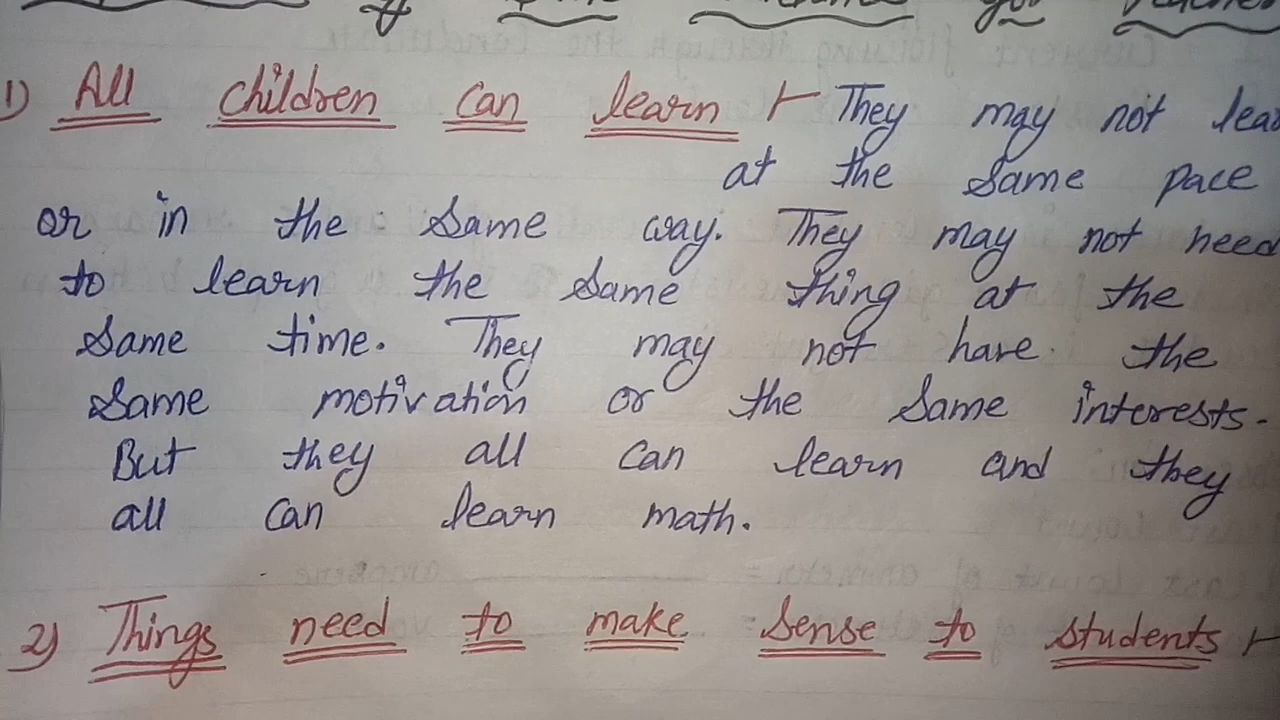 1) All children can learn :- They may not lea
at the same pace
or in the same way. They may not need
to learn the same thing at the
same time. They may not have the
same motivation or the same interests.
But they all can learn and they
all can learn math.
2) Things need to make sense to students :-